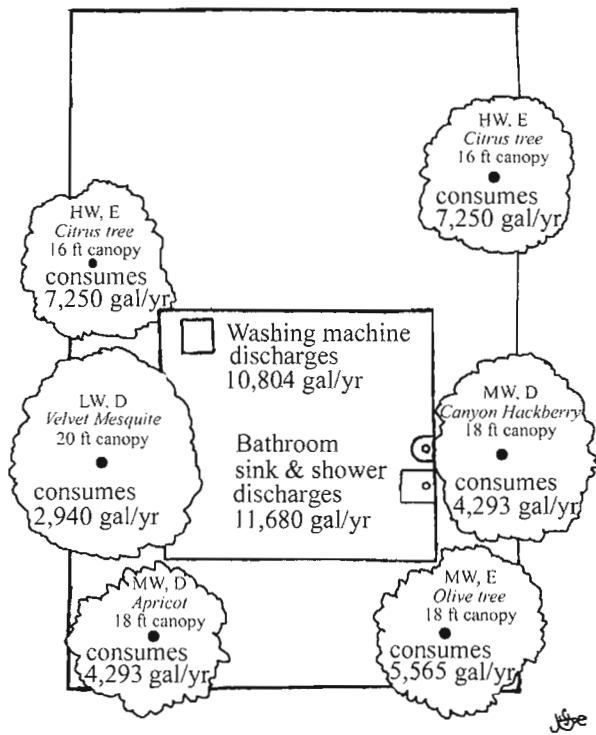 HW, E
Citrus tree
16 ft canopy
consumes
7,250 gal/yr
HW, E
Citrus tree
16 ft canopy
consumes
7,250 gal/yr
Washing machine
discharges
10,804 gal/yr
LW, D
Velvet Mesquite
20 ft canopy
consumes
2,940 gal/yr
MW, D
Canyon Hackberry
18 ft canopy
consumes
4,293 gal/yr
Bathroom
sink & shower
discharges
11,680 gal/yr
MW, D
Apricot
18 ft canopy
consumes
4,293 gal/yr
MW, E
Olive tree
18 ft canopy
consumes
5,565 gal/yr